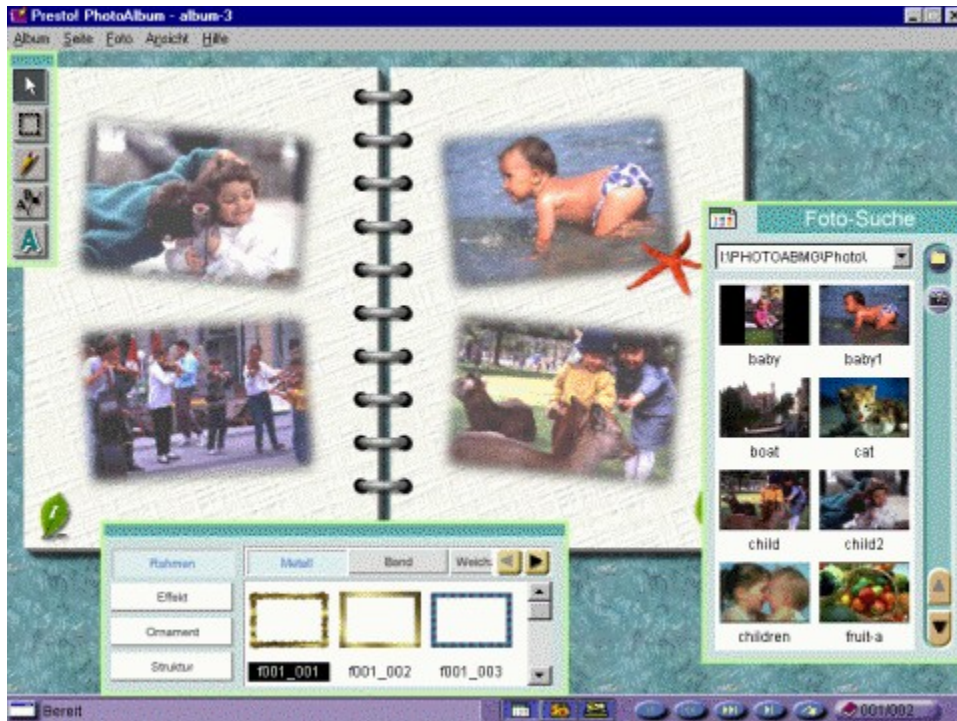 Presto! PhotoAlbum - album-3
Album Seite Foto Ansicht Hilfe
Foto-Suche
I:\PHOTOABMG\Photo\
baby baby1
boat cat
child child2
children fruit-a
Rahmen Metall Band Weich
Effekt
Ornament
Struktur
f001_001 f001_002 f001_003
Bereit 001/002